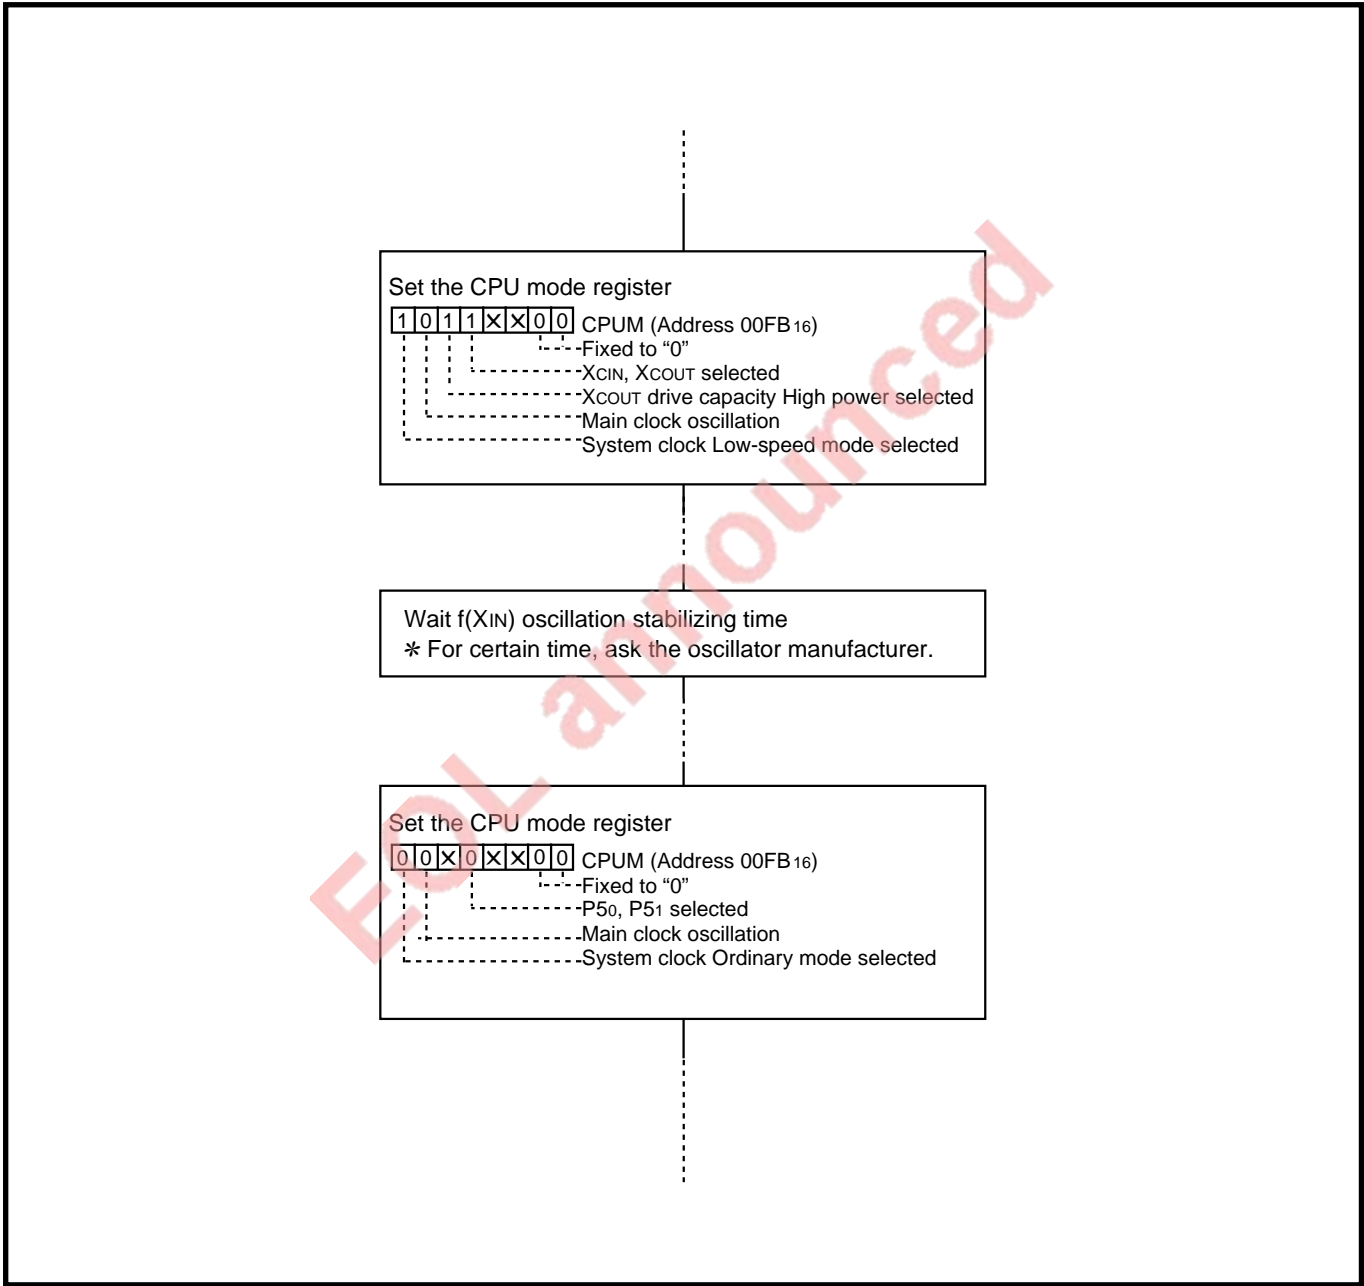 Set the CPU mode register
1 0 1 1 X X 0 0 CPUM (Address 00FB16)
Fixed to “0”
XCIN, XCOUT selected
XCOUT drive capacity High power selected
Main clock oscillation
System clock Low-speed mode selected
Wait f(XIN) oscillation stabilizing time
* For certain time, ask the oscillator manufacturer.
Set the CPU mode register
0 0 X 0 X X 0 0 CPUM (Address 00FB16)
Fixed to “0”
P50, P51 selected
Main clock oscillation
System clock Ordinary mode selected
EOL announced